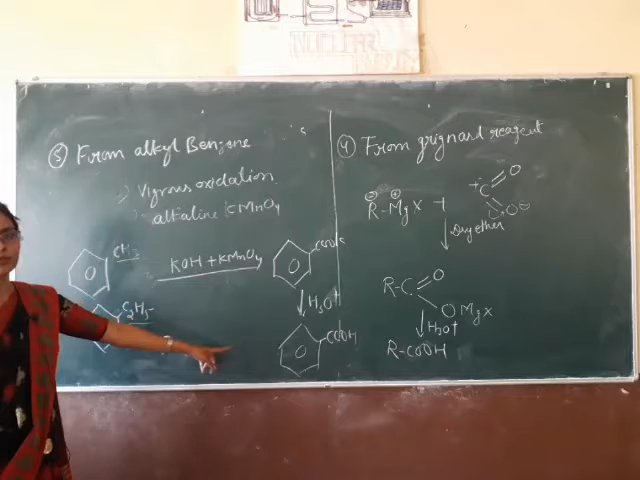 ③ From alkyl Benzene
⇒ Vigrous oxidation
alkaline KMnO4
CH3
KOH + KMnO4
COOK
C2H5-
H3O+
COOH
④ From grignard reagent
R-MgX + C O O
Dry ether
R-C O
OMgX
H3O+
R-COOH